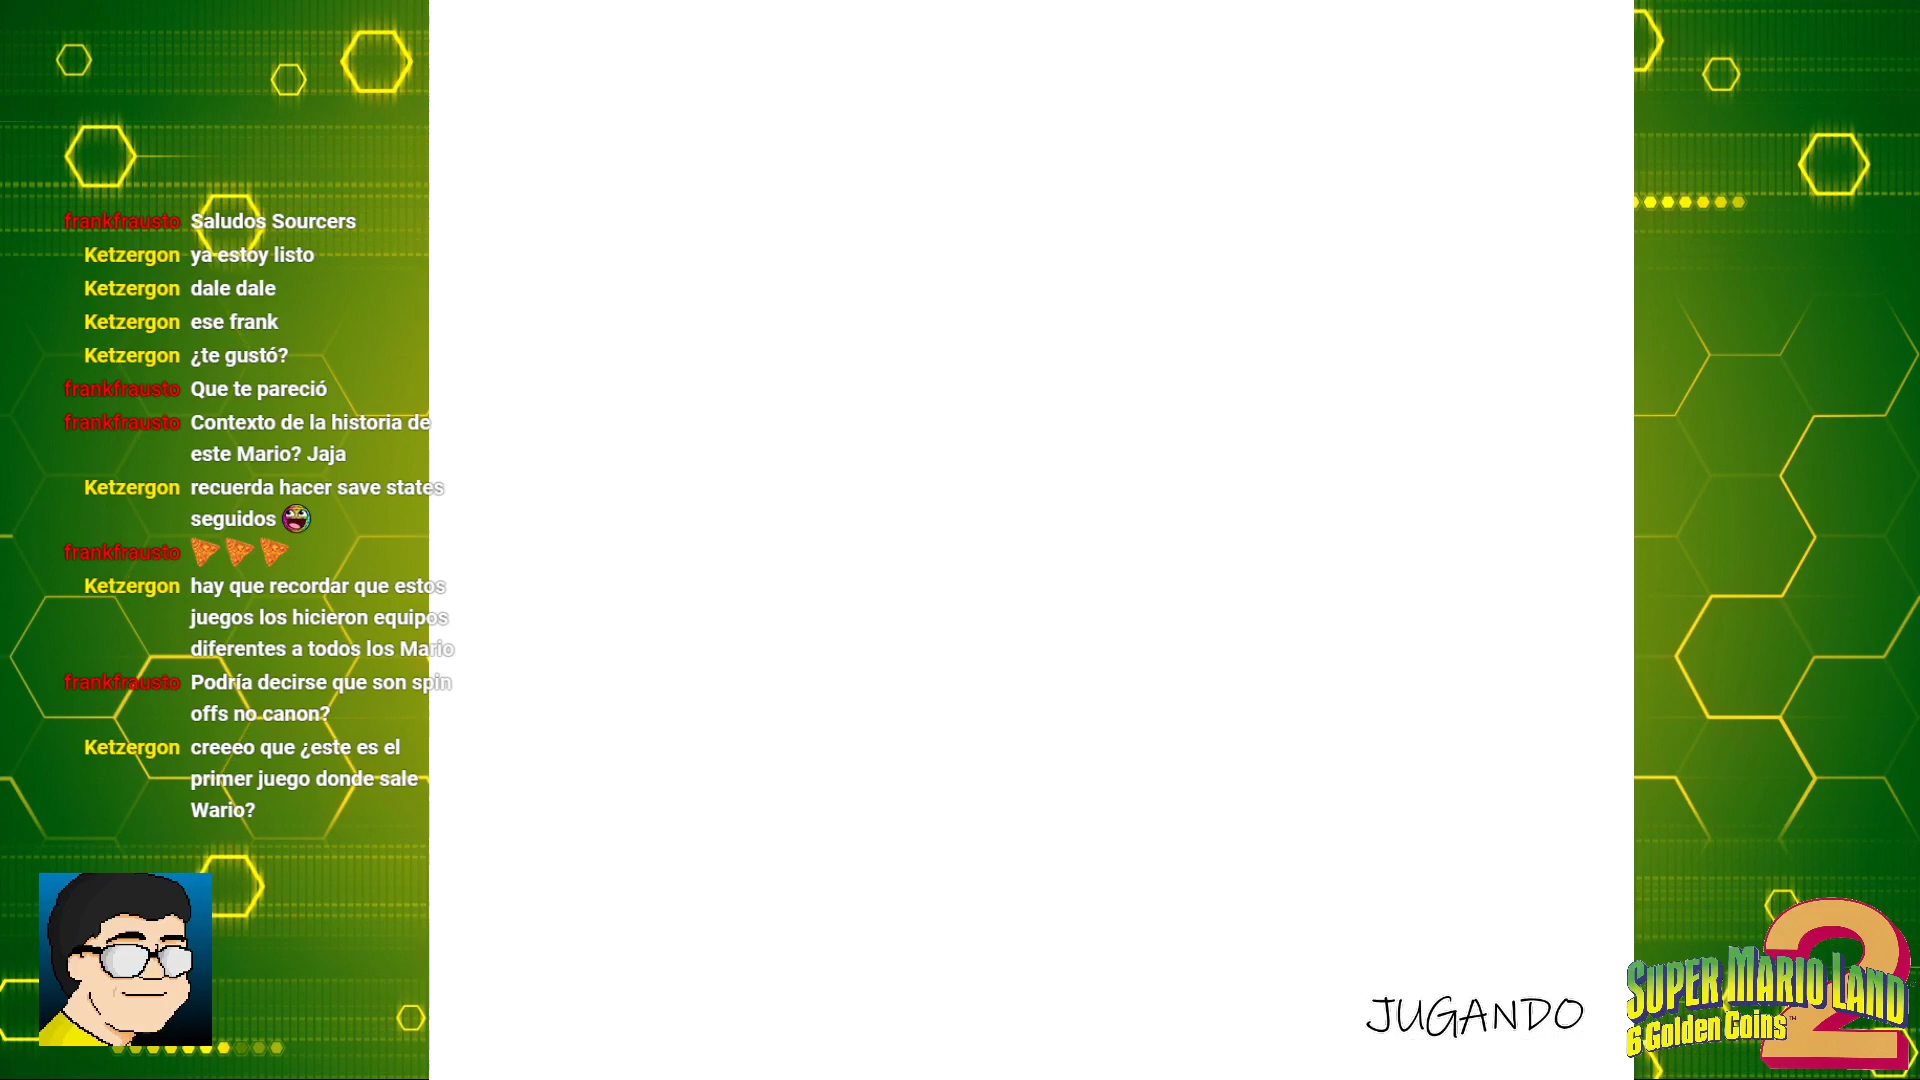 frankfrausto Saludos Sourcers
Ketzergon ya estoy listo
Ketzergon dale dale
Ketzergon ese frank
Ketzergon ¿te gustó?
frankfrausto Que te pareció
frankfrausto Contexto de la historia de
este Mario? Jaja
Ketzergon recuerda hacer save states
seguidos
frankfrausto
Ketzergon hay que recordar que estos
juegos los hicieron equipos
diferentes a todos los Mario
frankfrausto Podría decirse que son spin
offs no canon?
Ketzergon creeeo que ¿este es el
primer juego donde sale
Wario?
JUGANDO
SUPER MARIO LAND 2
6 Golden Coins™